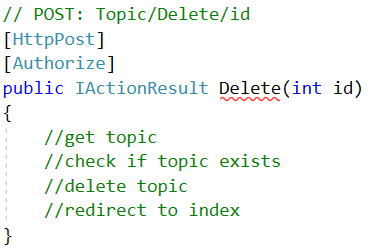 // POST: Topic/Delete/id
[HttpPost]
[Authorize]
public IActionResult Delete(int id)
{
    //get topic
    //check if topic exists
    //delete topic
    //redirect to index
}